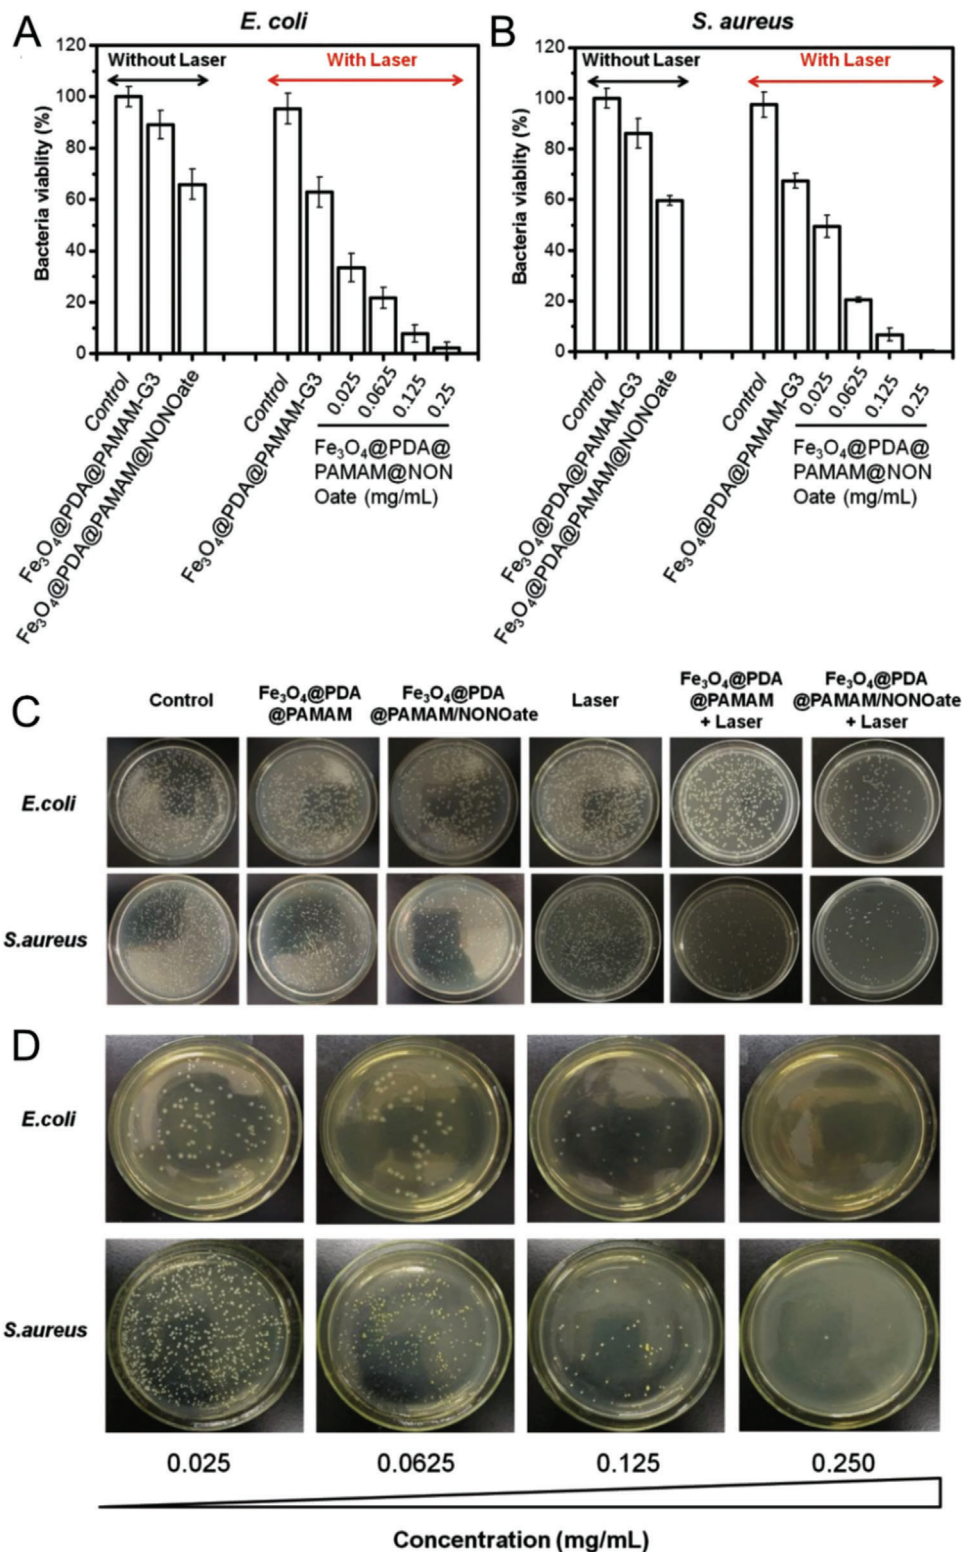 A
E. coli
120
100
80
60
40
20
0
Bacteria viablity (%)
Without Laser
With Laser
Control
Fe₃O₄@PDA@PAMAM-G3
Fe₃O₄@PDA@PAMAM@NONOate
Control
Fe₃O₄@PDA@PAMAM-G3
0.025
0.0625
0.125
0.25
Fe₃O₄@PDA@
PAMAM@NON
Oate (mg/mL)
B
S. aureus
120
100
80
60
40
20
0
Bacteria viablity (%)
Without Laser
With Laser
Control
Fe₃O₄@PDA@PAMAM-G3
Fe₃O₄@PDA@PAMAM@NONOate
Control
Fe₃O₄@PDA@PAMAM-G3
0.025
0.0625
0.125
0.25
Fe₃O₄@PDA@
PAMAM@NON
Oate (mg/mL)
C
Control
Fe₃O₄@PDA
@PAMAM
Fe₃O₄@PDA
@PAMAM/NONOate
Laser
Fe₃O₄@PDA
@PAMAM
+ Laser
Fe₃O₄@PDA
@PAMAM/NONOate
+ Laser
E.coli
S.aureus
D
E.coli
S.aureus
0.025
0.0625
0.125
0.250
Concentration (mg/mL)